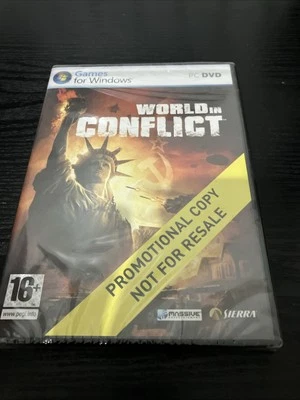 Games
for Windows
PC DVD
WORLD IN
CONFLICT
PROMOTIONAL COPY
NOT FOR RESALE
16+
www.pegi.info
MASSIVE
SIERRA